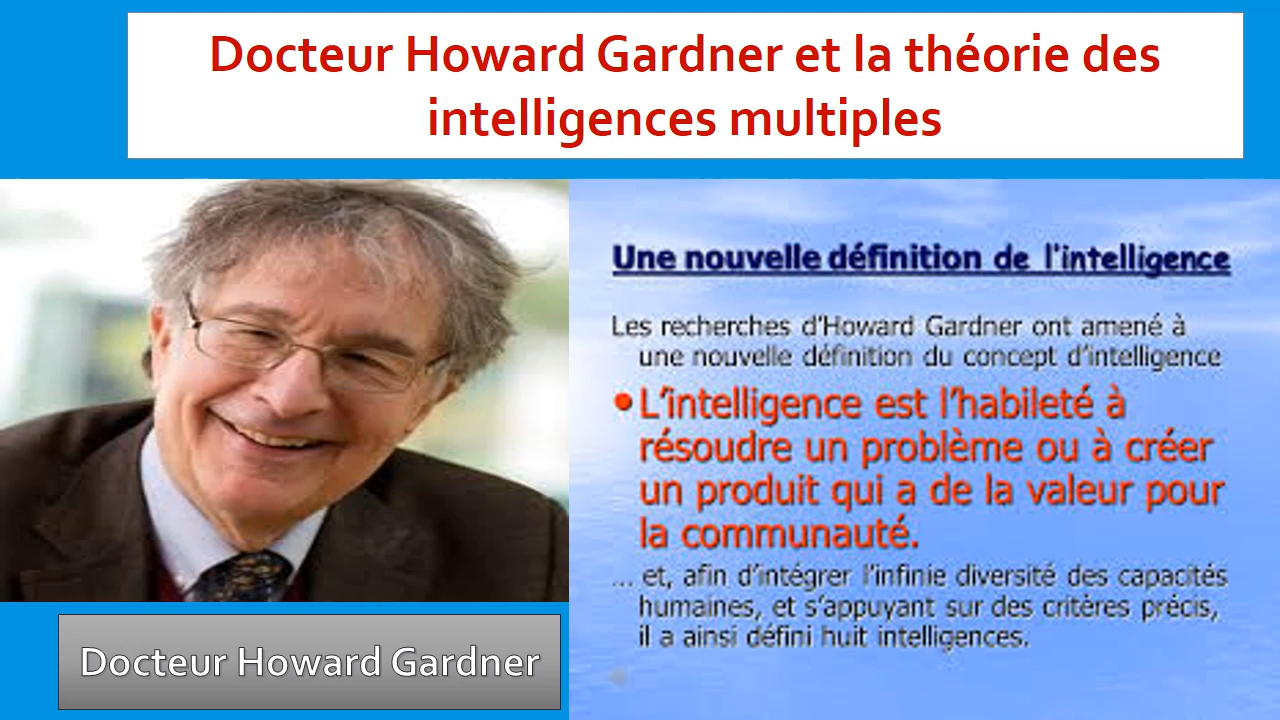 Docteur Howard Gardner et la théorie des
intelligences multiples
Une nouvelle définition de l'intelligence
Les recherches d'Howard Gardner ont amené à
une nouvelle définition du concept d'intelligence
•L'intelligence est l'habileté à
résoudre un problème ou à créer
un produit qui a de la valeur pour
la communauté.
... et, afin d'intégrer l'infinie diversité des capacités
humaines, et s'appuyant sur des critères précis,
il a ainsi défini huit intelligences.
Docteur Howard Gardner